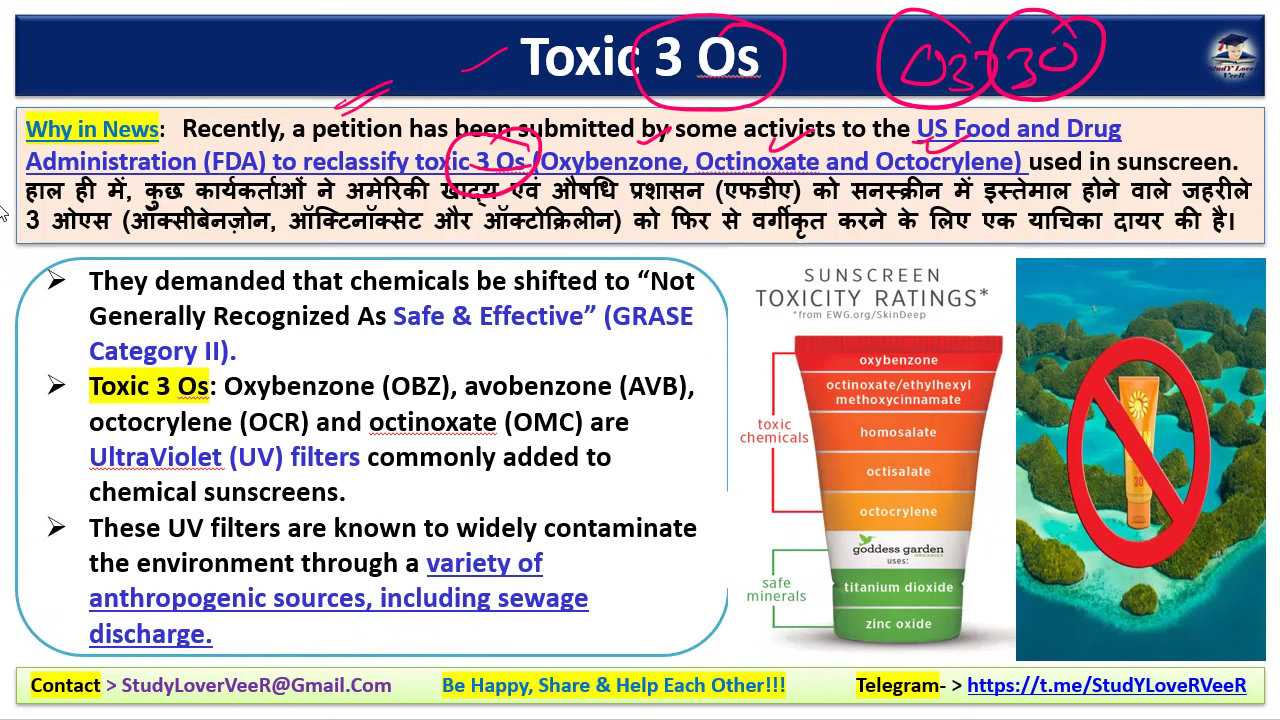 Toxic 3 Os
O3 3O
StudY Lover
VeeR
Why in News: Recently, a petition has been submitted by some activists to the US Food and Drug
Administration (FDA) to reclassify toxic 3 Os (Oxybenzone, Octinoxate and Octocrylene) used in sunscreen.
हाल ही में, कुछ कार्यकर्ताओं ने अमेरिकी खाद्य एवं औषधि प्रशासन (एफडीए) को सनस्क्रीन में इस्तेमाल होने वाले जहरीले
3 ओएस (ऑक्सीबेनज़ोन, ऑक्टिनॉक्सेट और ऑक्टोक्रिलीन) को फिर से वर्गीकृत करने के लिए एक याचिका दायर की है।
They demanded that chemicals be shifted to “Not
Generally Recognized As Safe & Effective” (GRASE
Category II).
Toxic 3 Os: Oxybenzone (OBZ), avobenzone (AVB),
octocrylene (OCR) and octinoxate (OMC) are
UltraViolet (UV) filters commonly added to
chemical sunscreens.
These UV filters are known to widely contaminate
the environment through a variety of
anthropogenic sources, including sewage
discharge.
SUNSCREEN
TOXICITY RATINGS*
*from EWG.org/SkinDeep
oxybenzone
octinoxate/ethylhexyl
methoxycinnamate
toxic
chemicals
homosalate
octisalate
octocrylene
goddess garden
ORGANICS
uses:
safe
minerals
titanium dioxide
zinc oxide
30
Contact > StudyLoverVeeR@Gmail.Com
Be Happy, Share & Help Each Other!!!
Telegram- > https://t.me/StudYLoveRVeeR